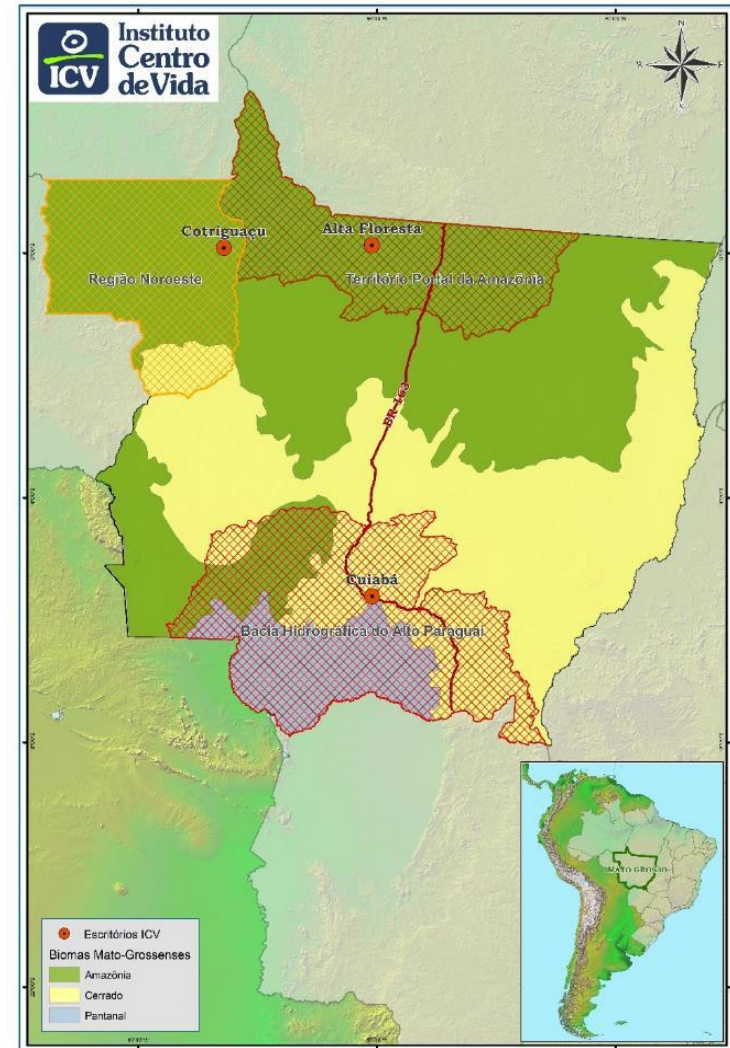 ICV
Instituto
Centro
de Vida
N
Cotriguaçu
Alta Floresta
Região Noroeste
Território Portal da Amazônia
BR-163
Cuiabá
Bacia Hidrográfica do Alto Paraguai
MATO GROSSO
Escritórios ICV
Biomas Mato-Grossenses
Amazônia
Cerrado
Pantanal